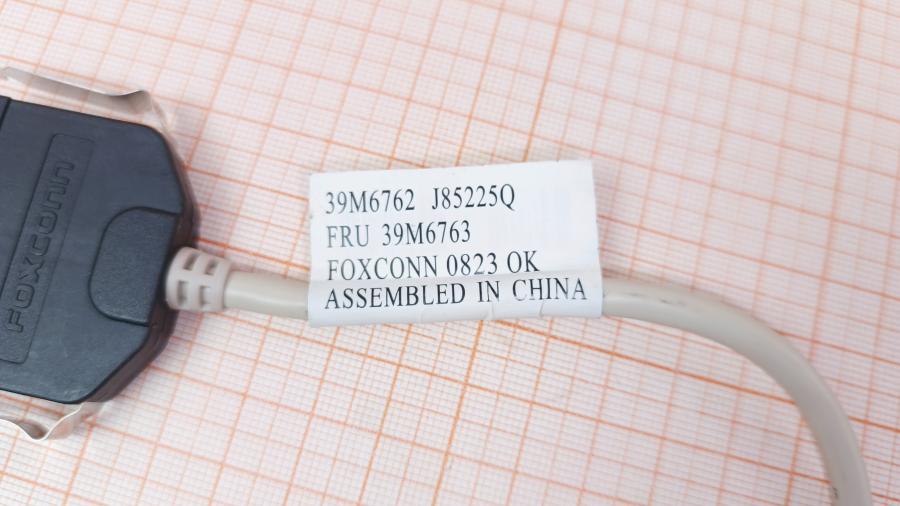 FOXCONN
39M6762 J85225Q
FRU 39M6763
FOXCONN 0823 OK
ASSEMBLED IN CHINA